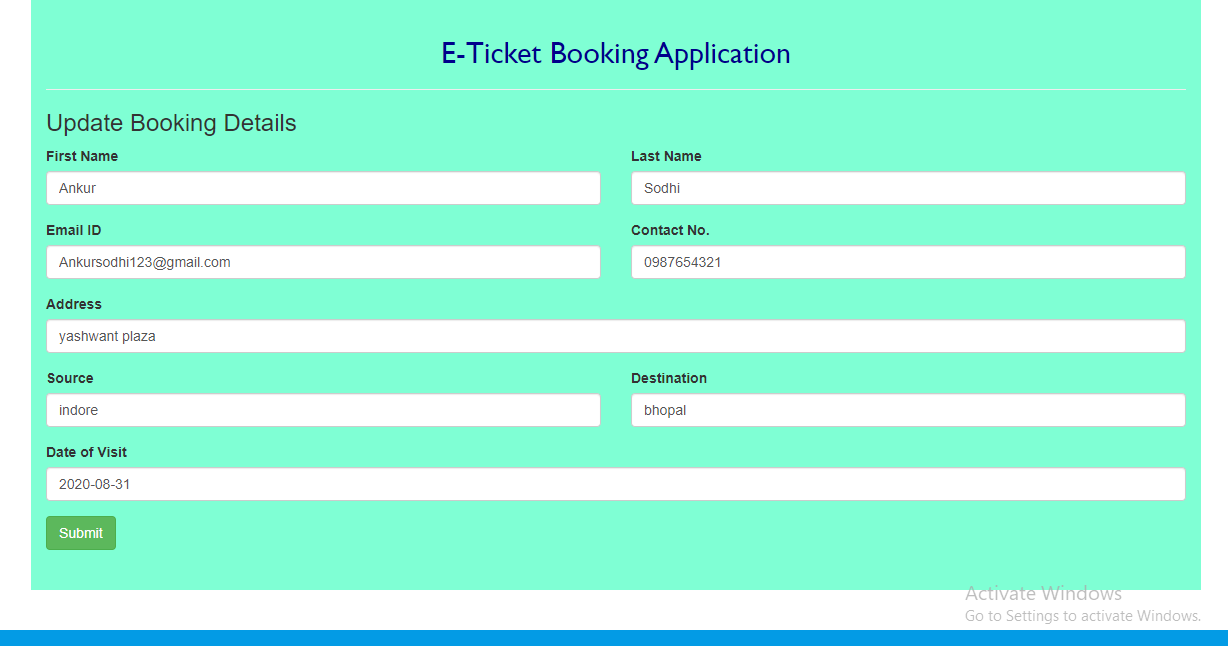 E-Ticket Booking Application
Update Booking Details
First Name
Last Name
Ankur
Sodhi
Email ID
Contact No.
Ankursodhi123@gmail.com
0987654321
Address
yashwant plaza
Source
Destination
indore
bhopal
Date of Visit
2020-08-31
Submit
Activate Windows
Go to Settings to activate Windows.